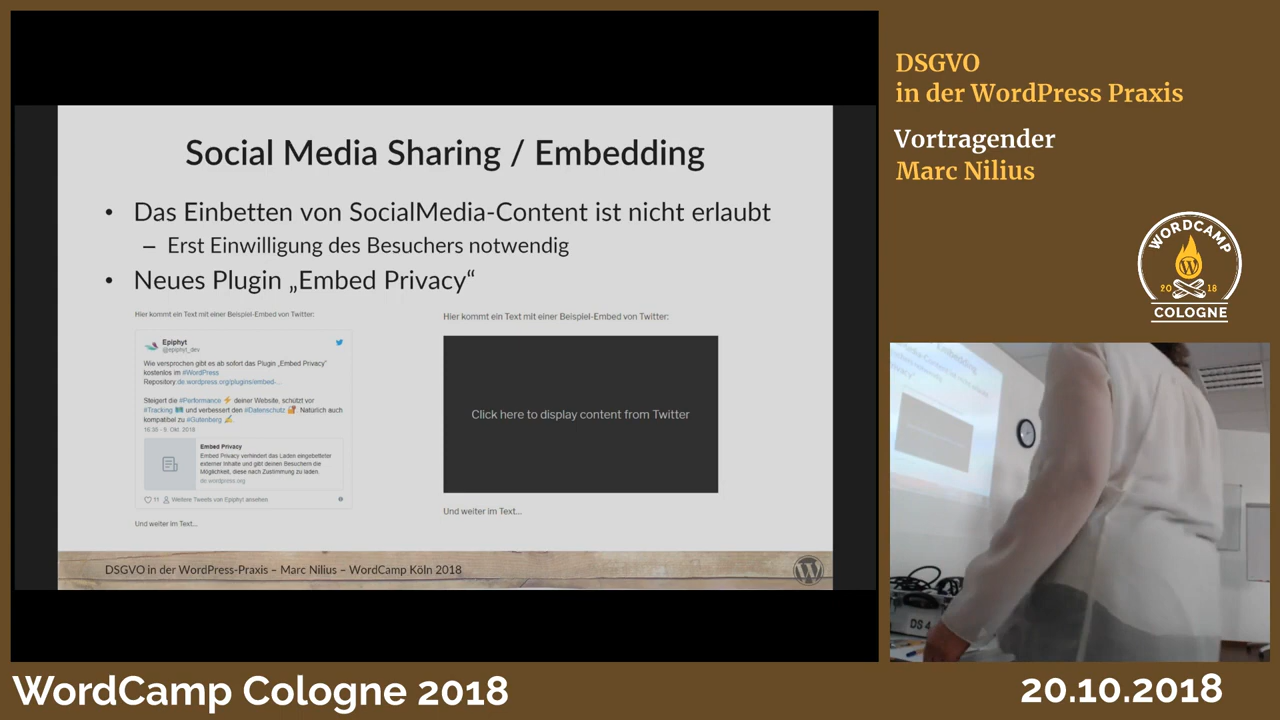 Social Media Sharing / Embedding
• Das Einbetten von SocialMedia-Content ist nicht erlaubt
– Erst Einwilligung des Besuchers notwendig
• Neues Plugin „Embed Privacy“
Hier kommt ein Text mit einer Beispiel-Embed von Twitter:
Epiphyt
@epiphyt_dev
Wie versprochen gibt es ab sofort das Plugin „Embed Privacy“
kostenlos im #WordPress
Repository:de.wordpress.org/plugins/embed-...
Steigert die #Performance ⚡ deiner Website, schützt vor
#Tracking und verbessert den #Datenschutz. Natürlich auch
kompatibel zu #Gutenberg
16:35 - 5. Okt. 2018
Embed Privacy
Embed Privacy verhindert das Laden eingebetteter
externer Inhalte und gibt deinen Besuchern die
Möglichkeit, diese nach Zustimmung zu laden.
de.wordpress.org
11 Weitere Tweets von Epiphyt ansehen.
Und weiter im Text...
Hier kommt ein Text mit einer Beispiel-Embed von Twitter:
Click here to display content from Twitter
Und weiter im Text...
DSGVO in der WordPress-Praxis – Marc Nilius – WordCamp Köln 2018
DSGVO
in der WordPress Praxis
Vortragender
Marc Nilius
WORDCAMP
20 18
COLOGNE
DS 4
WordCamp Cologne 2018
20.10.2018